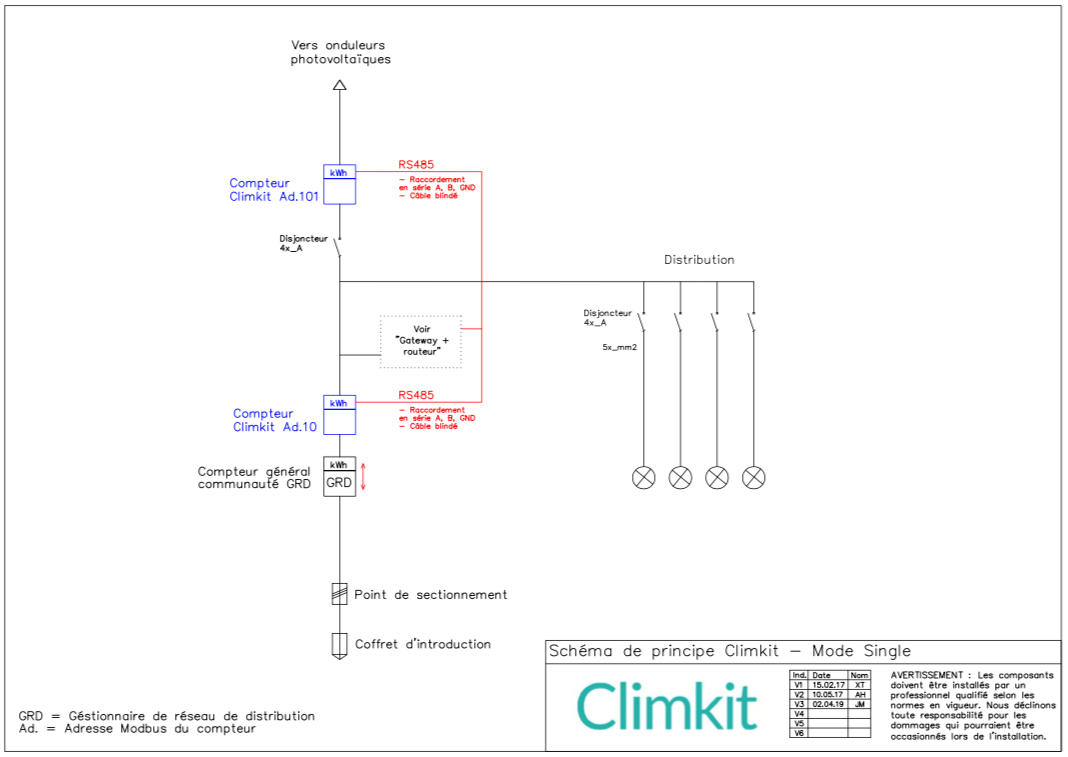 Vers onduleurs
photovoltaïques
kWh
RS485
Compteur
Climkit Ad.101
– Raccordement
en série A, B, GND
– Câble blindé
Disjoncteur
4x_A
Distribution
Disjoncteur
4x_A
5x_mm2
Voir
"Gateway +
routeur"
kWh
RS485
Compteur
Climkit Ad.10
– Raccordement
en série A, B, GND
– Câble blindé
kWh
Compteur général
communauté GRD
GRD
Point de sectionnement
Coffret d'introduction
Schéma de principe Climkit – Mode Single
Climkit
Ind. Date Nom
V1 15.02.17 XT
V2 10.05.17 AH
V3 02.04.19 JM
V4
V5
V6
AVERTISSEMENT : Les composants
doivent être installés par un
professionnel qualifié selon les
normes en vigueur. Nous déclinons
toute responsabilité pour les
dommages qui pourraient être
occasionnés lors de l'installation.
GRD = Géstionnaire de réseau de distribution
Ad. = Adresse Modbus du compteur